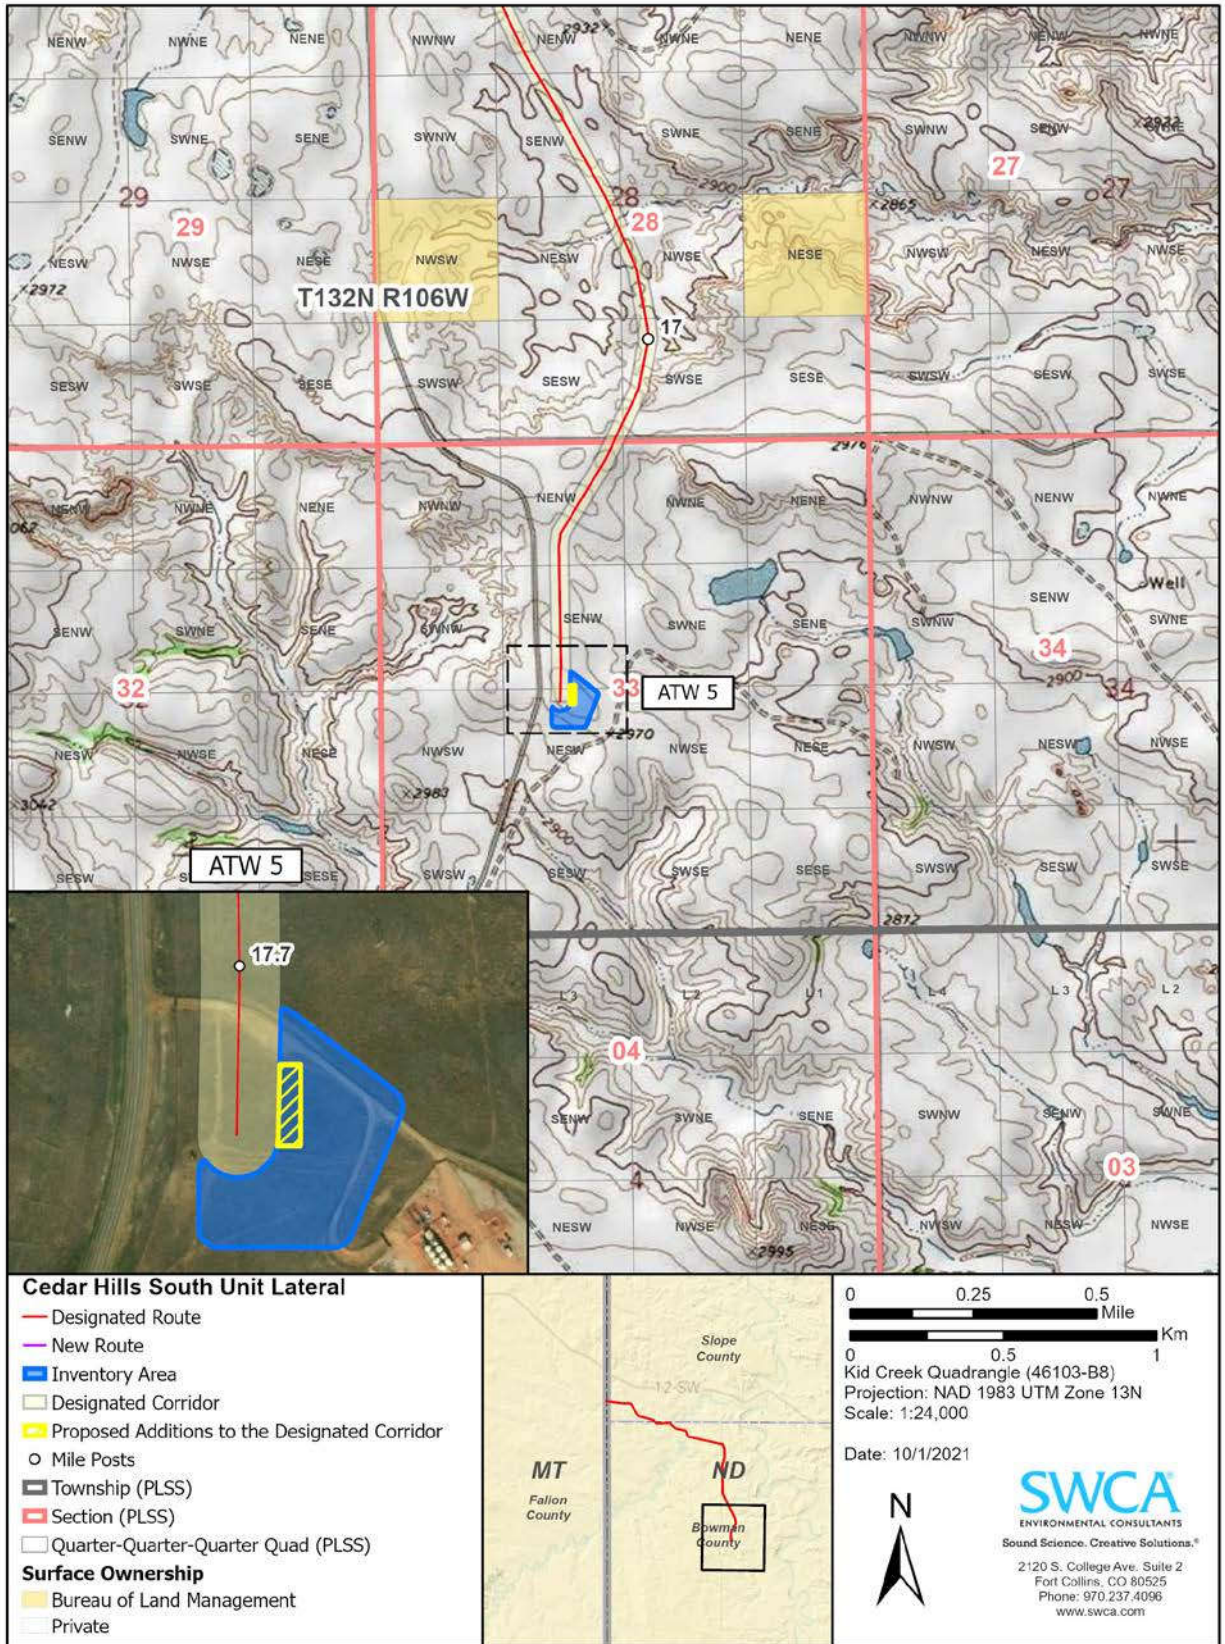 NENW NWNE NENE NWNW NENW 2932 NWNE NENE NWNW NENW NWNE
SENW SWNE SENE SWNW SENW SWNE SENE SWNW SENW 2922
29 28 2900 27 27
29 28 2865
NESW NWSE NESE NWSW NESW NWSE NESE NWSW NESW NWSE
×2972
T132N R106W
17
SESW SWSE SESE SWSW SESW SWSE SESE SWSW SESW SWSE
2976
NENW NENE NWNW NENW NWNE NENE NWNW NENW NWNE
Well
SENW SWNE SENE SWNW SENW SWNE SENE SWNW SENW SWNE
32 33 34
32 ATW 5 2900 34
×2970
NESW NWSE NESE NWSW NESW NWSE NESE NWSW NESW NWSE
×3042 ×2983
2900
ATW 5
SESW SESE SWSW SESW SWSE SESE SWSW SESW SWSE
2872
17.7
L 3 L 2 L 1 L 4 L 3 L 2
04
SENW SWNE SENE SWNW SENW SWNE
4 03
NESW NWSE NESE NWSW NESW NWSE
×2995
Cedar Hills South Unit Lateral
Designated Route
New Route
Inventory Area
Designated Corridor
Proposed Additions to the Designated Corridor
Mile Posts
Township (PLSS)
Section (PLSS)
Quarter-Quarter-Quarter Quad (PLSS)
Surface Ownership
Bureau of Land Management
Private
Slope
County
12-SW
MT
ND
Fallon
County
Bowman
County
0 0.25 0.5
Mile
Km
0 0.5 1
Kid Creek Quadrangle (46103-B8)
Projection: NAD 1983 UTM Zone 13N
Scale: 1:24,000
Date: 10/1/2021
N
SWCA
ENVIRONMENTAL CONSULTANTS
Sound Science. Creative Solutions.®
2120 S. College Ave. Suite 2
Fort Collins, CO 80525
Phone: 970.237.4096
www.swca.com